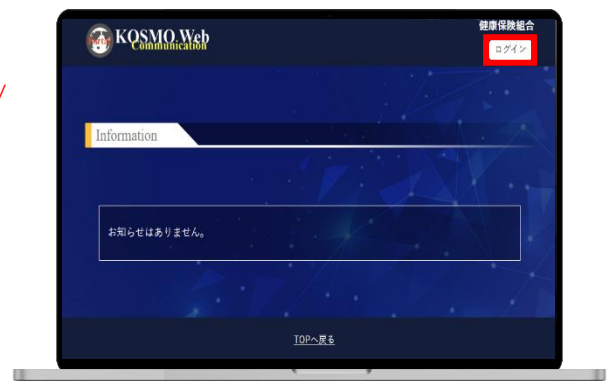 /
KOSMO Web
Communication
健康保険組合
ログイン
Information
お知らせはありません。
TOPへ戻る